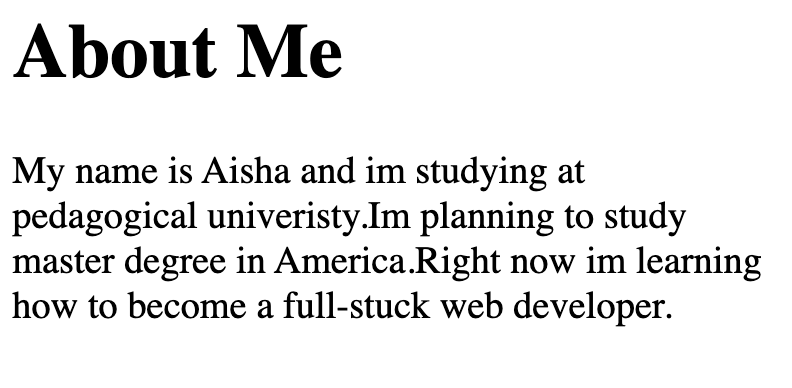 About Me
My name is Aisha and im studying at
pedagogical univeristy.Im planning to study
master degree in America.Right now im learning
how to become a full-stuck web developer.